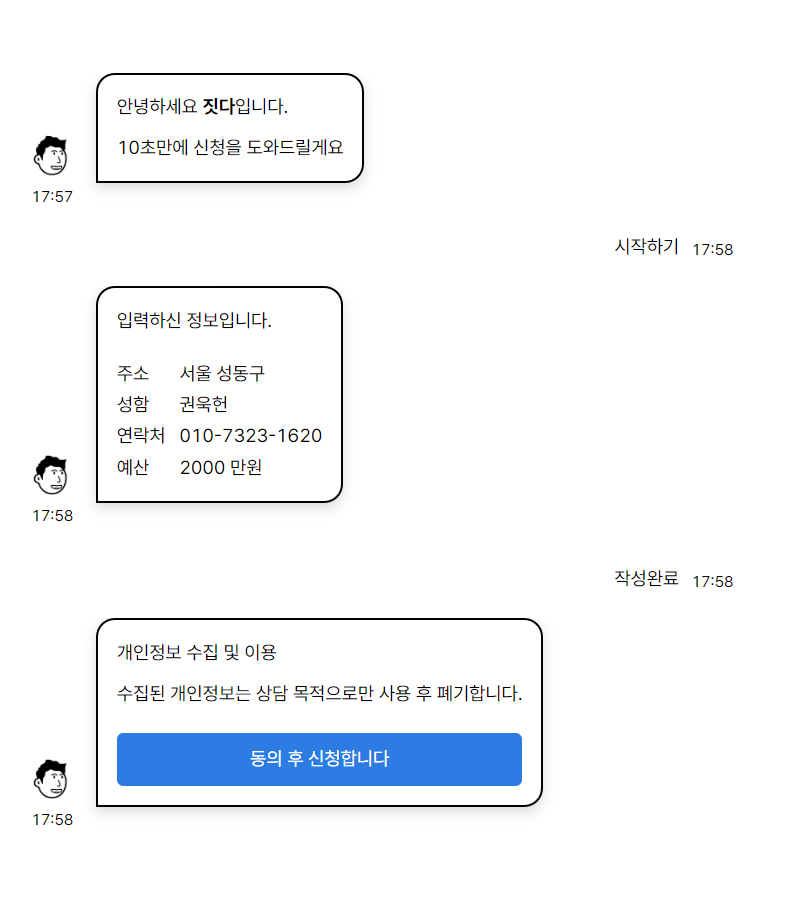 안녕하세요 짓다입니다.
10초만에 신청을 도와드릴게요
17:57
시작하기 17:58
입력하신 정보입니다.
주소 서울 성동구
성함 권욱헌
연락처 010-7323-1620
예산 2000 만원
17:58
작성완료 17:58
개인정보 수집 및 이용
수집된 개인정보는 상담 목적으로만 사용 후 폐기합니다.
동의 후 신청합니다
17:58